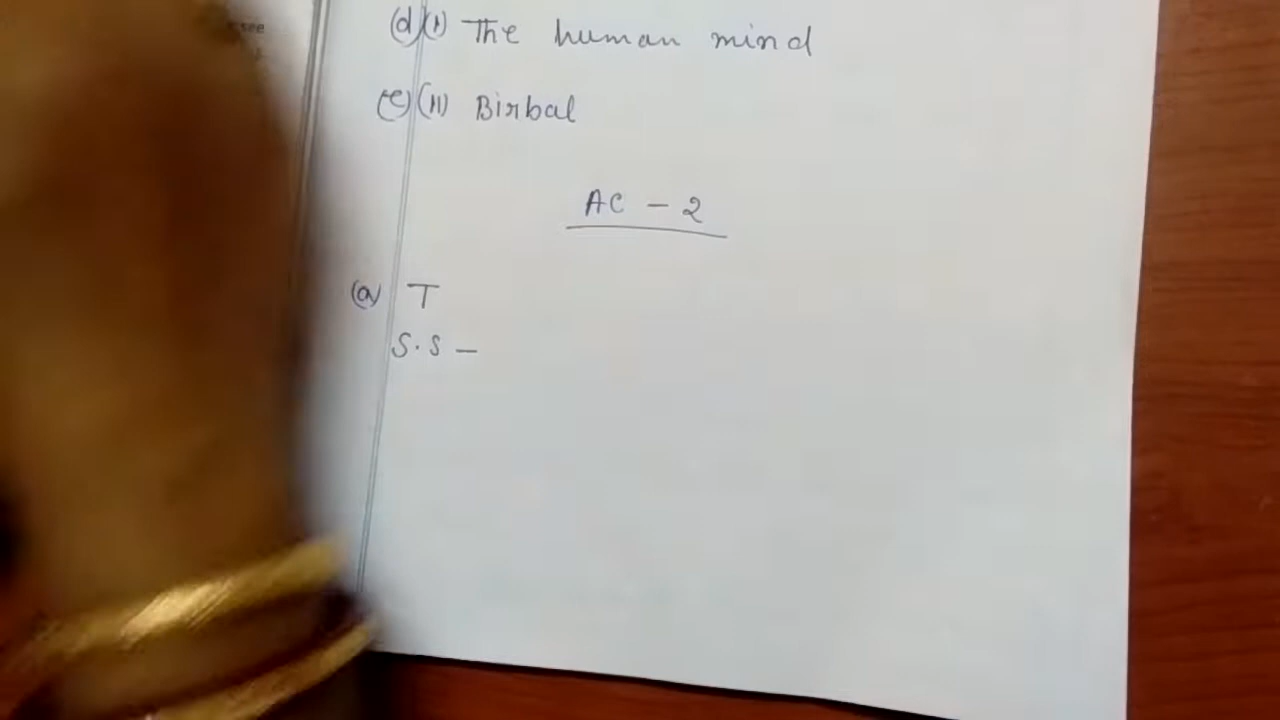 (d)(i) The human mind
(e)(ii) Birbal
AC - 2
(a) T
S.S -